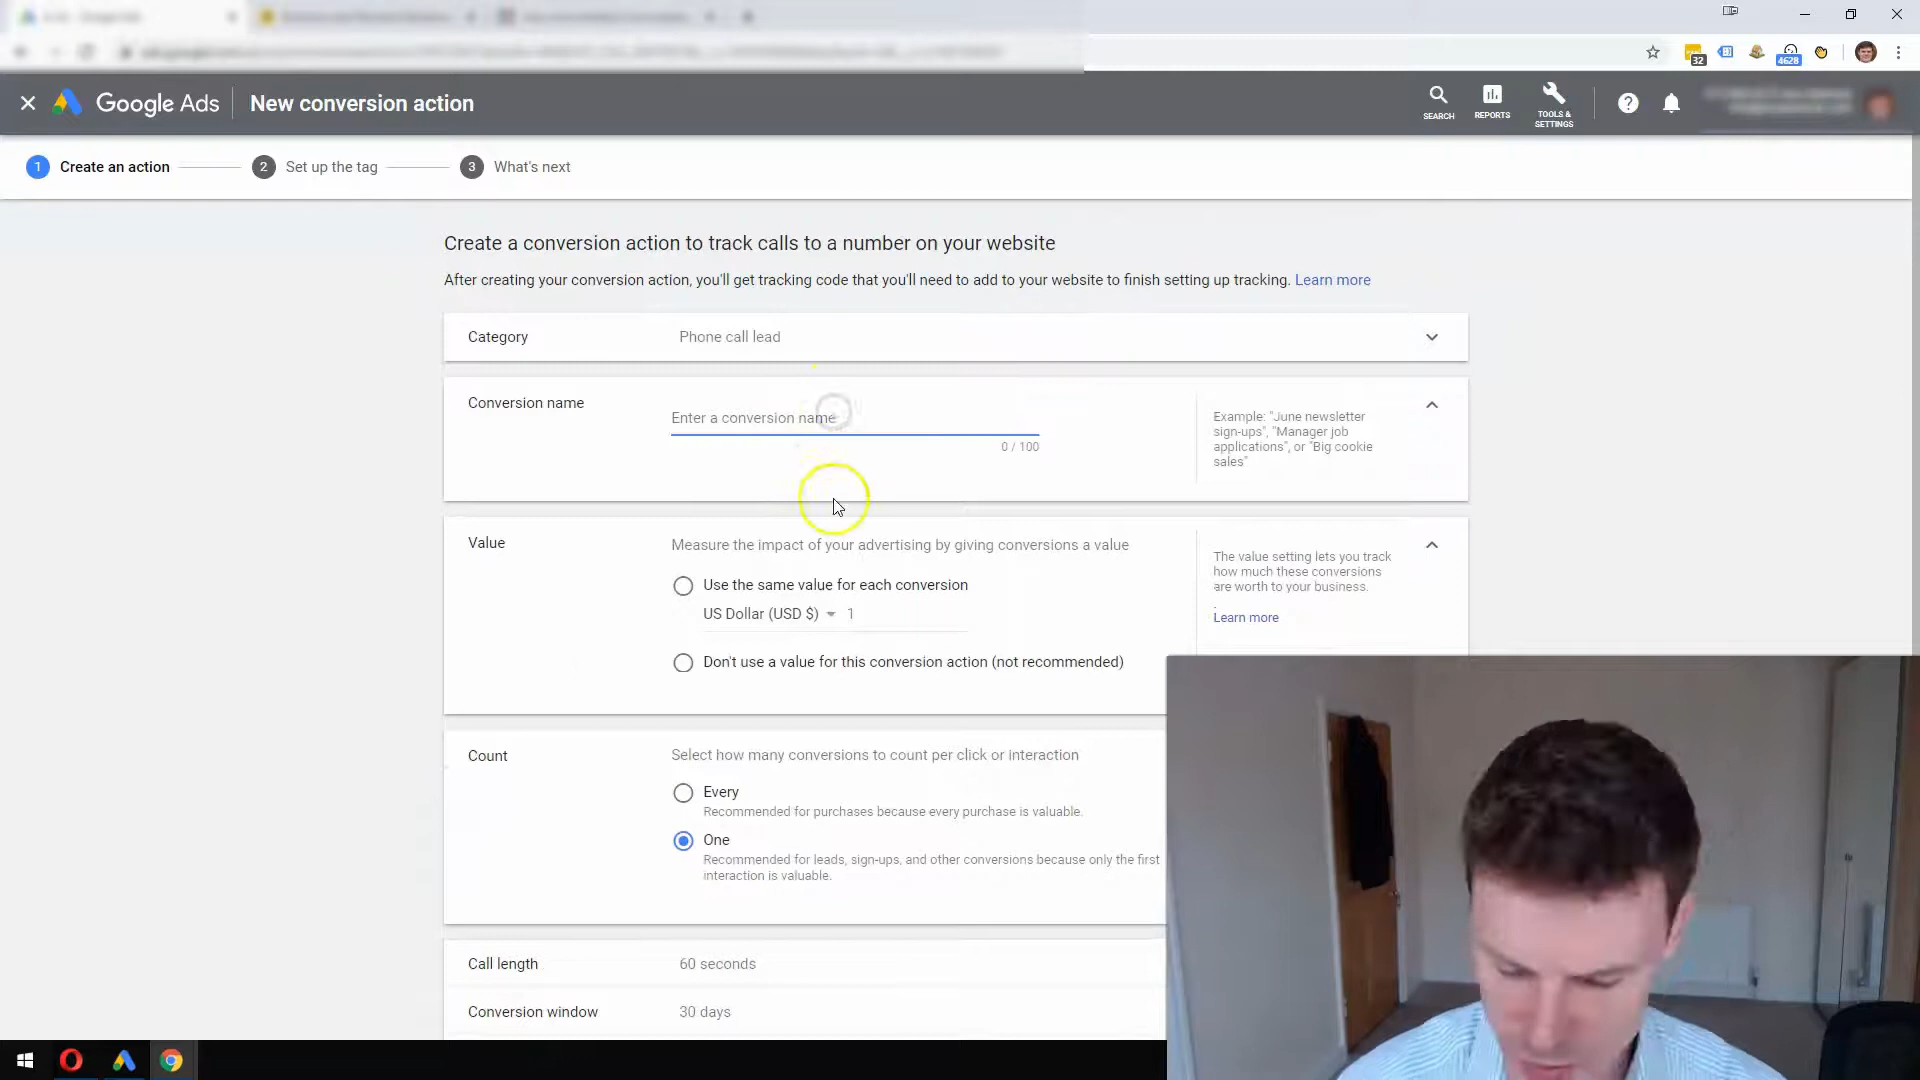 32
4628
Google Ads
New conversion action
SEARCH
REPORTS
TOOLS & SETTINGS
1 Create an action
2 Set up the tag
3 What's next
Create a conversion action to track calls to a number on your website
After creating your conversion action, you'll get tracking code that you'll need to add to your website to finish setting up tracking. Learn more
Category
Phone call lead
Conversion name
Enter a conversion name
0 / 100
Example: "June newsletter
sign-ups", "Manager job
applications", or "Big cookie
sales"
Value
Measure the impact of your advertising by giving conversions a value
Use the same value for each conversion
US Dollar (USD $) 1
Don't use a value for this conversion action (not recommended)
The value setting lets you track
how much these conversions
are worth to your business.
Learn more
Count
Select how many conversions to count per click or interaction
Every
Recommended for purchases because every purchase is valuable.
One
Recommended for leads, sign-ups, and other conversions because only the first
interaction is valuable.
Call length
60 seconds
Conversion window
30 days